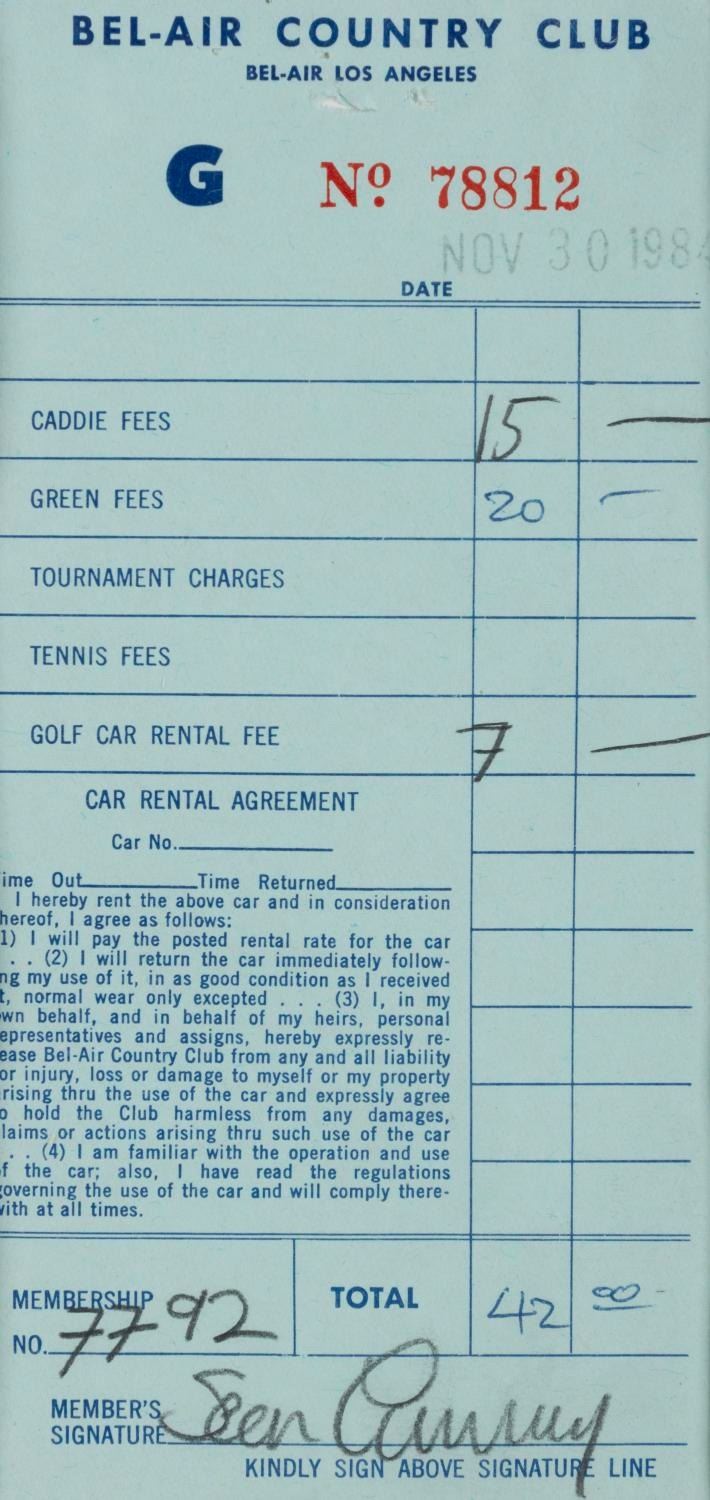 BEL-AIR COUNTRY CLUB
BEL-AIR LOS ANGELES
G Nº 78812
NOV 30 1984
DATE
CADDIE FEES 15 —
GREEN FEES 20 —
TOURNAMENT CHARGES
TENNIS FEES
GOLF CAR RENTAL FEE 7 —
CAR RENTAL AGREEMENT
Car No.
ime Out Time Returned
I hereby rent the above car and in consideration
hereof, I agree as follows:
1) I will pay the posted rental rate for the car
. . (2) I will return the car immediately follow-
ng my use of it, in as good condition as I received
t, normal wear only excepted . . . (3) I, in my
wn behalf, and in behalf of my heirs, personal
epresentatives and assigns, hereby expressly re-
ease Bel-Air Country Club from any and all liability
or injury, loss or damage to myself or my property
rising thru the use of the car and expressly agree
o hold the Club harmless from any damages,
laims or actions arising thru such use of the car
. . (4) I am familiar with the operation and use
f the car; also, I have read the regulations
overning the use of the car and will comply there-
with at all times.
MEMBERSHIP
NO. 7792
TOTAL 42 00
MEMBER'S
SIGNATURE Sean Connery
KINDLY SIGN ABOVE SIGNATURE LINE